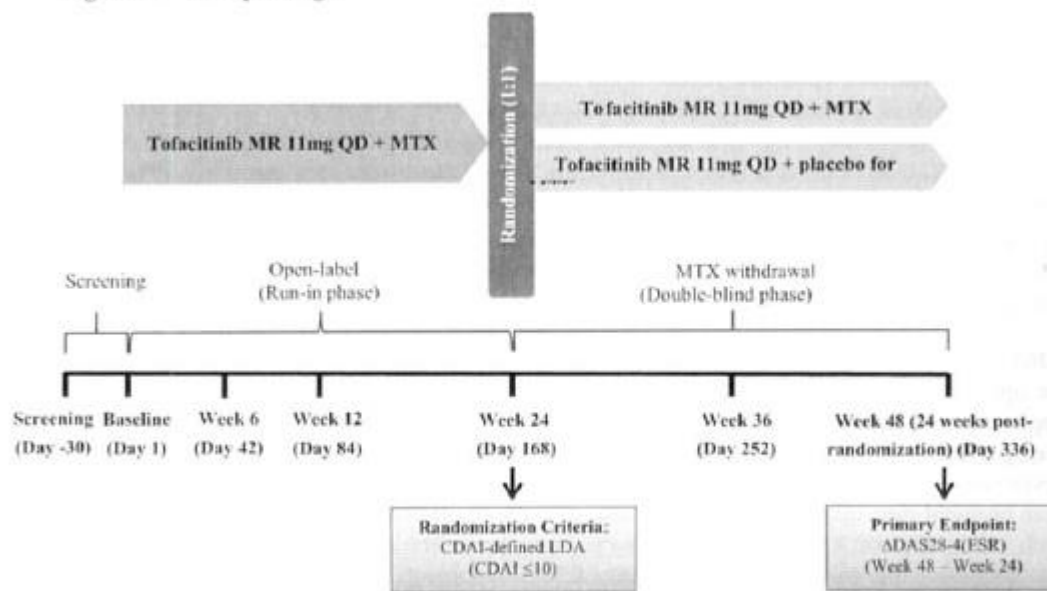 Randomization (1:1)
Tofacitinib MR 11mg QD + MTX
Tofacitinib MR 11mg QD + MTX
Tofacitinib MR 11mg QD + placebo for
Screening
Open-label
(Run-in phase)
MTX withdrawal
(Double-blind phase)
Screening
(Day -30)
Baseline
(Day 1)
Week 6
(Day 42)
Week 12
(Day 84)
Week 24
(Day 168)
Week 36
(Day 252)
Week 48 (24 weeks post-
randomization) (Day 336)
Randomization Criteria:
CDAI-defined LDA
(CDAI ≤10)
Primary Endpoint:
ΔDAS28-4(ESR)
(Week 48 – Week 24)